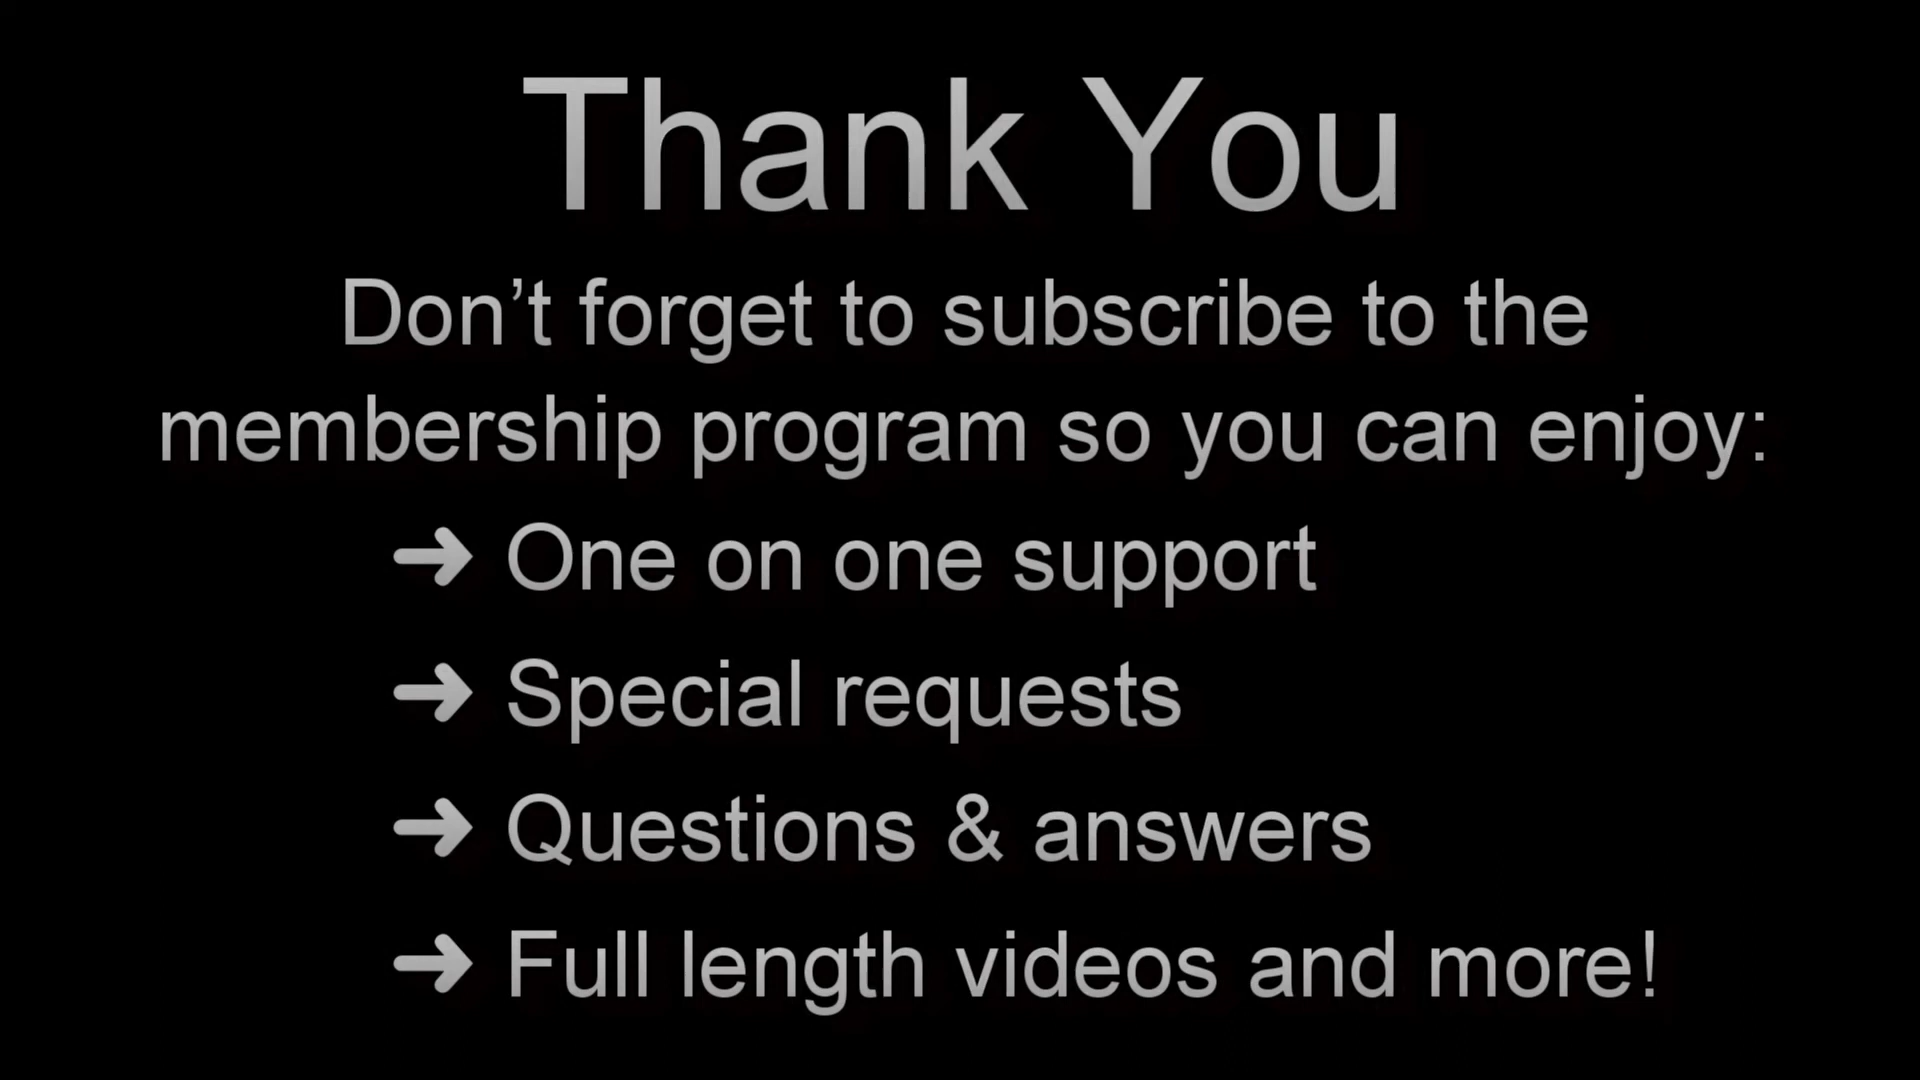 Thank You
Don’t forget to subscribe to the
membership program so you can enjoy:
➜ One on one support
➜ Special requests
➜ Questions & answers
➜ Full length videos and more!